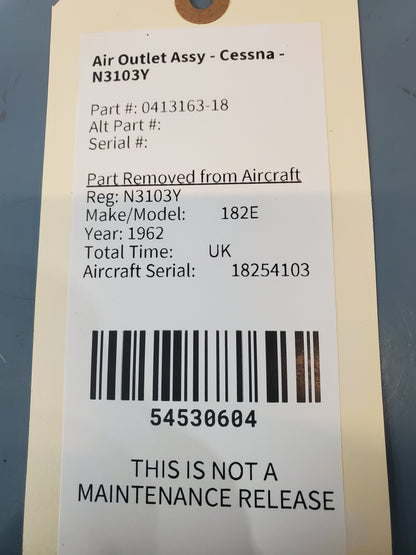 Air Outlet Assy - Cessna -
N3103Y
Part #: 0413163-18
Alt Part #:
Serial #:
Part Removed from Aircraft
Reg: N3103Y
Make/Model: 182E
Year: 1962
Total Time: UK
Aircraft Serial: 18254103
54530604
THIS IS NOT A
MAINTENANCE RELEASE